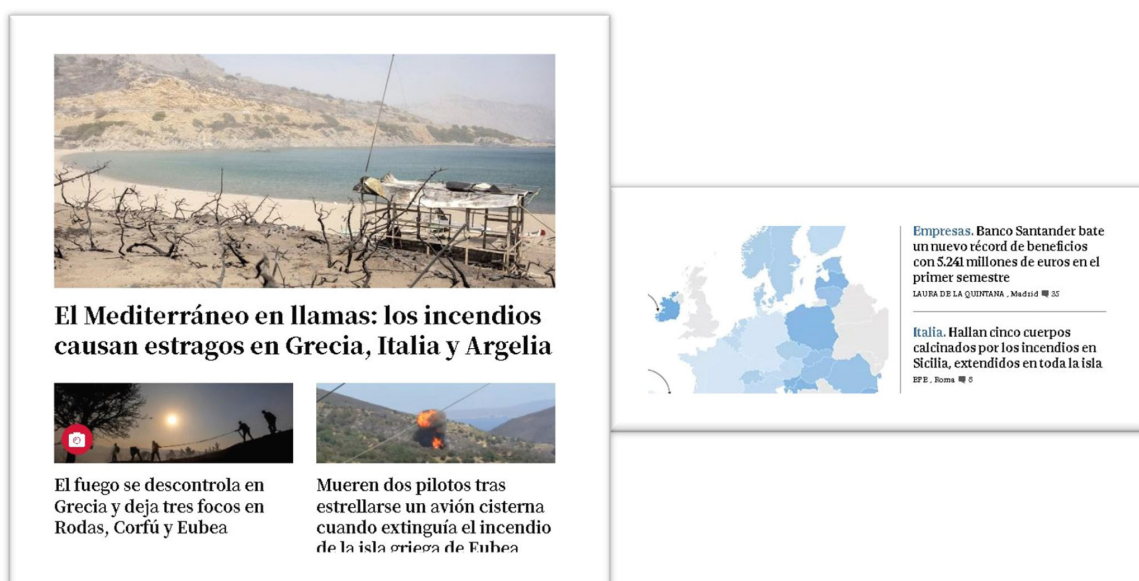 El Mediterráneo en llamas: los incendios
causan estragos en Grecia, Italia y Argelia
El fuego se descontrola en
Grecia y deja tres focos en
Rodas, Corfú y Eubea
Mueren dos pilotos tras
estrellarse un avión cisterna
cuando extinguía el incendio
de la isla griega de Eubea
Empresas. Banco Santander bate
un nuevo récord de beneficios
con 5.241 millones de euros en el
primer semestre
LAURA DE LA QUINTANA , Madrid 35
Italia. Hallan cinco cuerpos
calcinados por los incendios en
Sicilia, extendidos en toda la isla
EFE , Roma 6